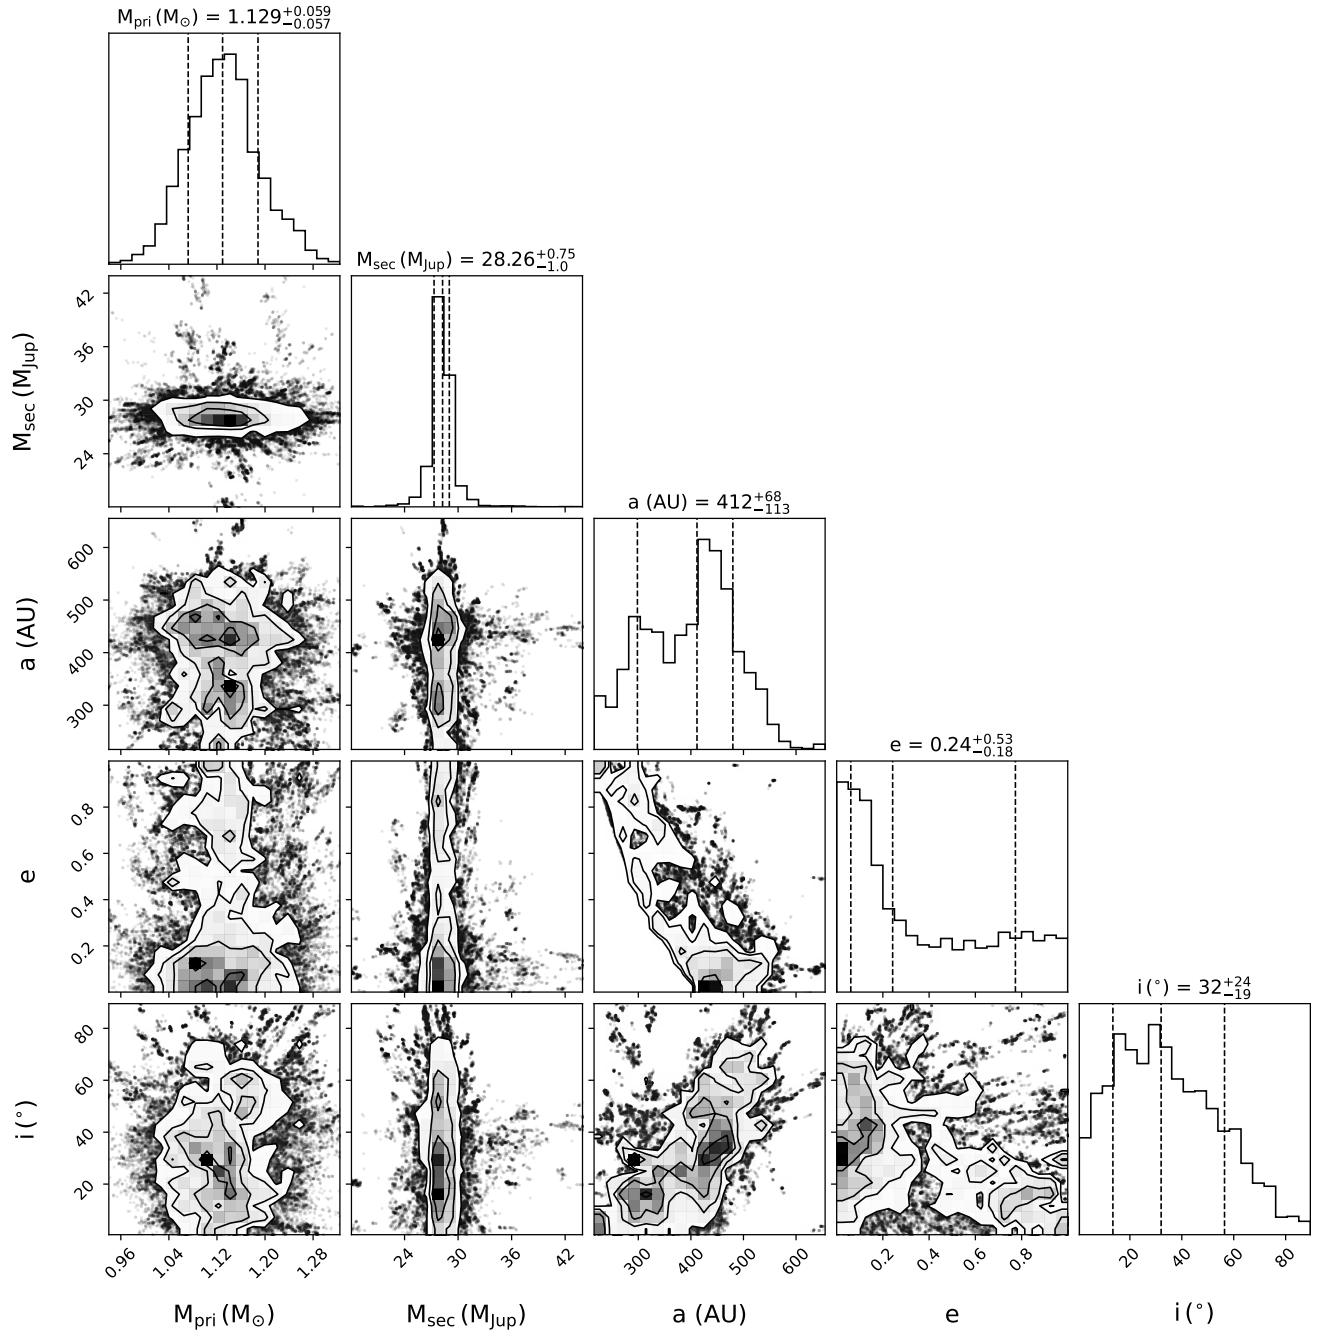 M_pri (M_☉) = 1.129^{+0.059}_{−0.057}
M_sec (M_Jup) = 28.26^{+0.75}_{−1.0}
42
36
30
24
M_sec (M_Jup)
a (AU) = 412^{+68}_{−113}
600
500
400
300
a (AU)
e = 0.24^{+0.53}_{−0.18}
0.8
0.6
0.4
0.2
e
i (°) = 32^{+24}_{−19}
80
60
40
20
i (°)
0.96 1.04 1.12 1.20 1.28
24 30 36 42
300 400 500 600
0.2 0.4 0.6 0.8
20 40 60 80
M_pri (M_☉)
M_sec (M_Jup)
a (AU)
e
i (°)